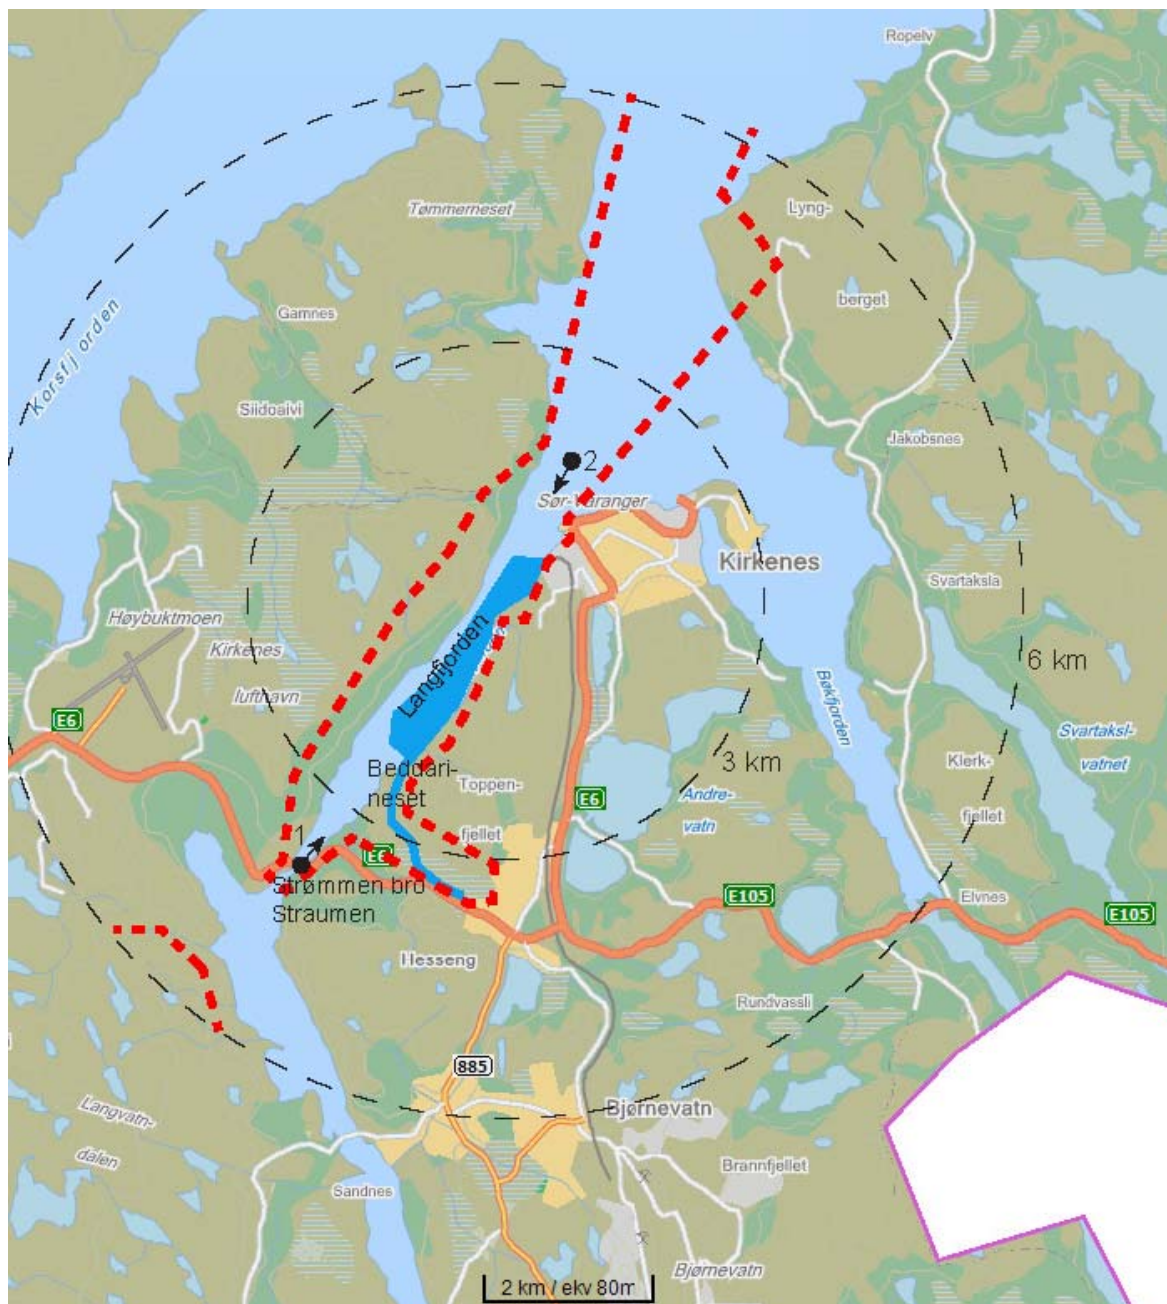 Ropelv
Lyng-
Tømmerneset
berget
Gamnes
Korsfjorden
Siidoaivi
Jakobsnes
2
Sør-Varanger
Kirkenes
Svartaksla
Høybuktmoen
Kirkenes
lufthavn
Langfjorden
6 km
Bøkfjorden
E6
Svartaksl-
vatnet
3 km
Klerk-
fjellet
Beddari-
neset
Toppen-
fjellet
E6
Andre-
vatn
1
E6
Strømmen bro
Straumen
E105
Elvnes
E105
Hesseng
Rundvassli
885
Langvatn-
dalen
Bjørnevatn
Brannfjellet
Sandnes
Bjørnevatn
2 km / ekv 80m